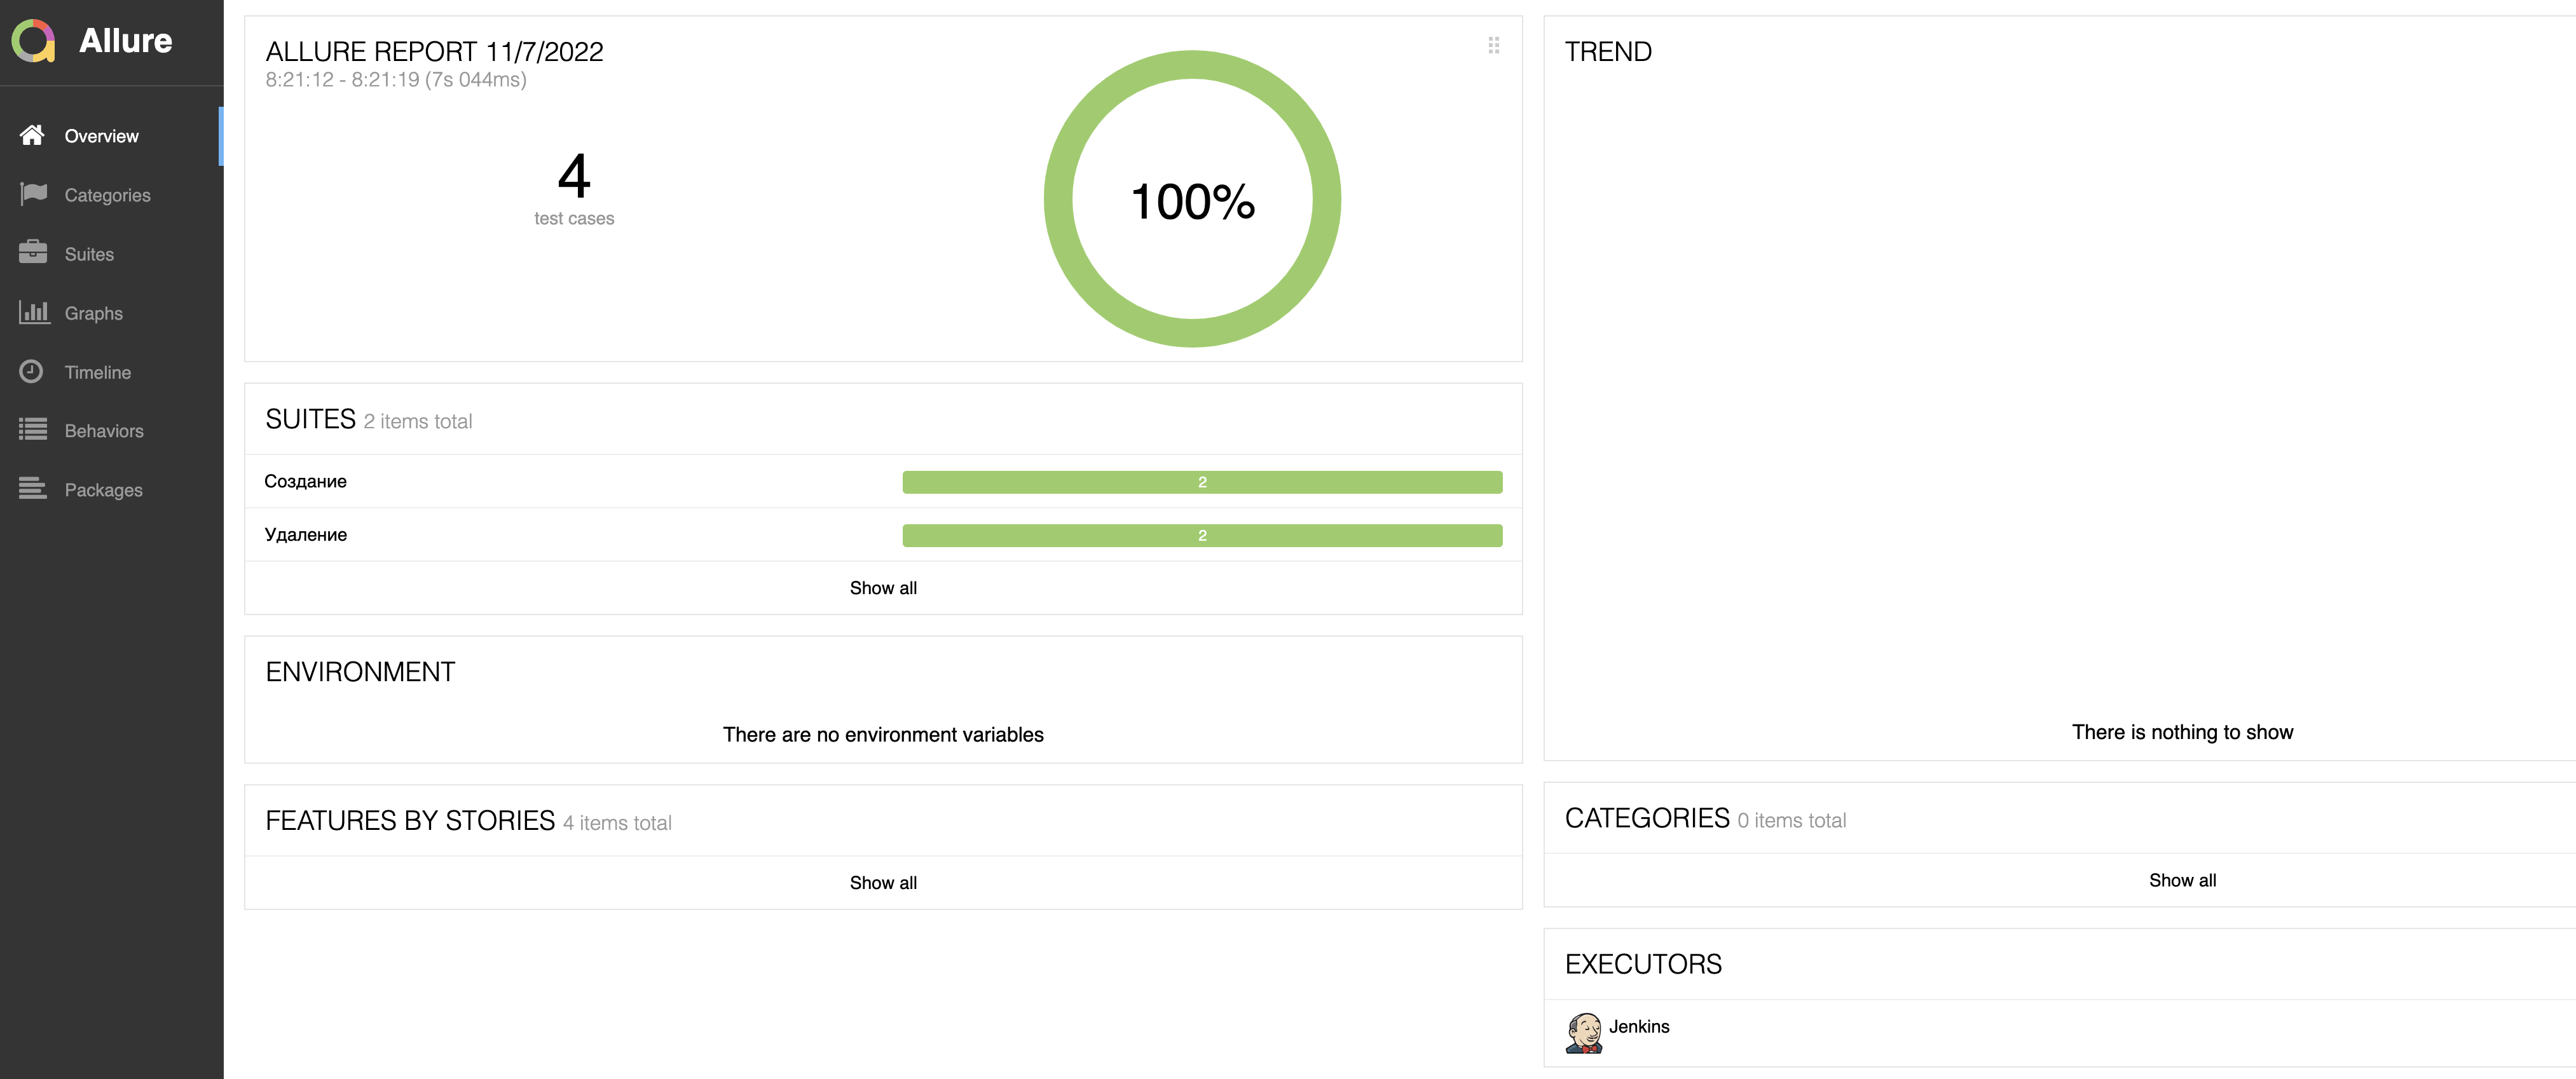 Allure
Overview
Categories
Suites
Graphs
Timeline
Behaviors
Packages
ALLURE REPORT 11/7/2022
8:21:12 - 8:21:19 (7s 044ms)
4
test cases
100%
SUITES 2 items total
Создание 2
Удаление 2
Show all
ENVIRONMENT
There are no environment variables
FEATURES BY STORIES 4 items total
Show all
TREND
There is nothing to show
CATEGORIES 0 items total
Show all
EXECUTORS
Jenkins